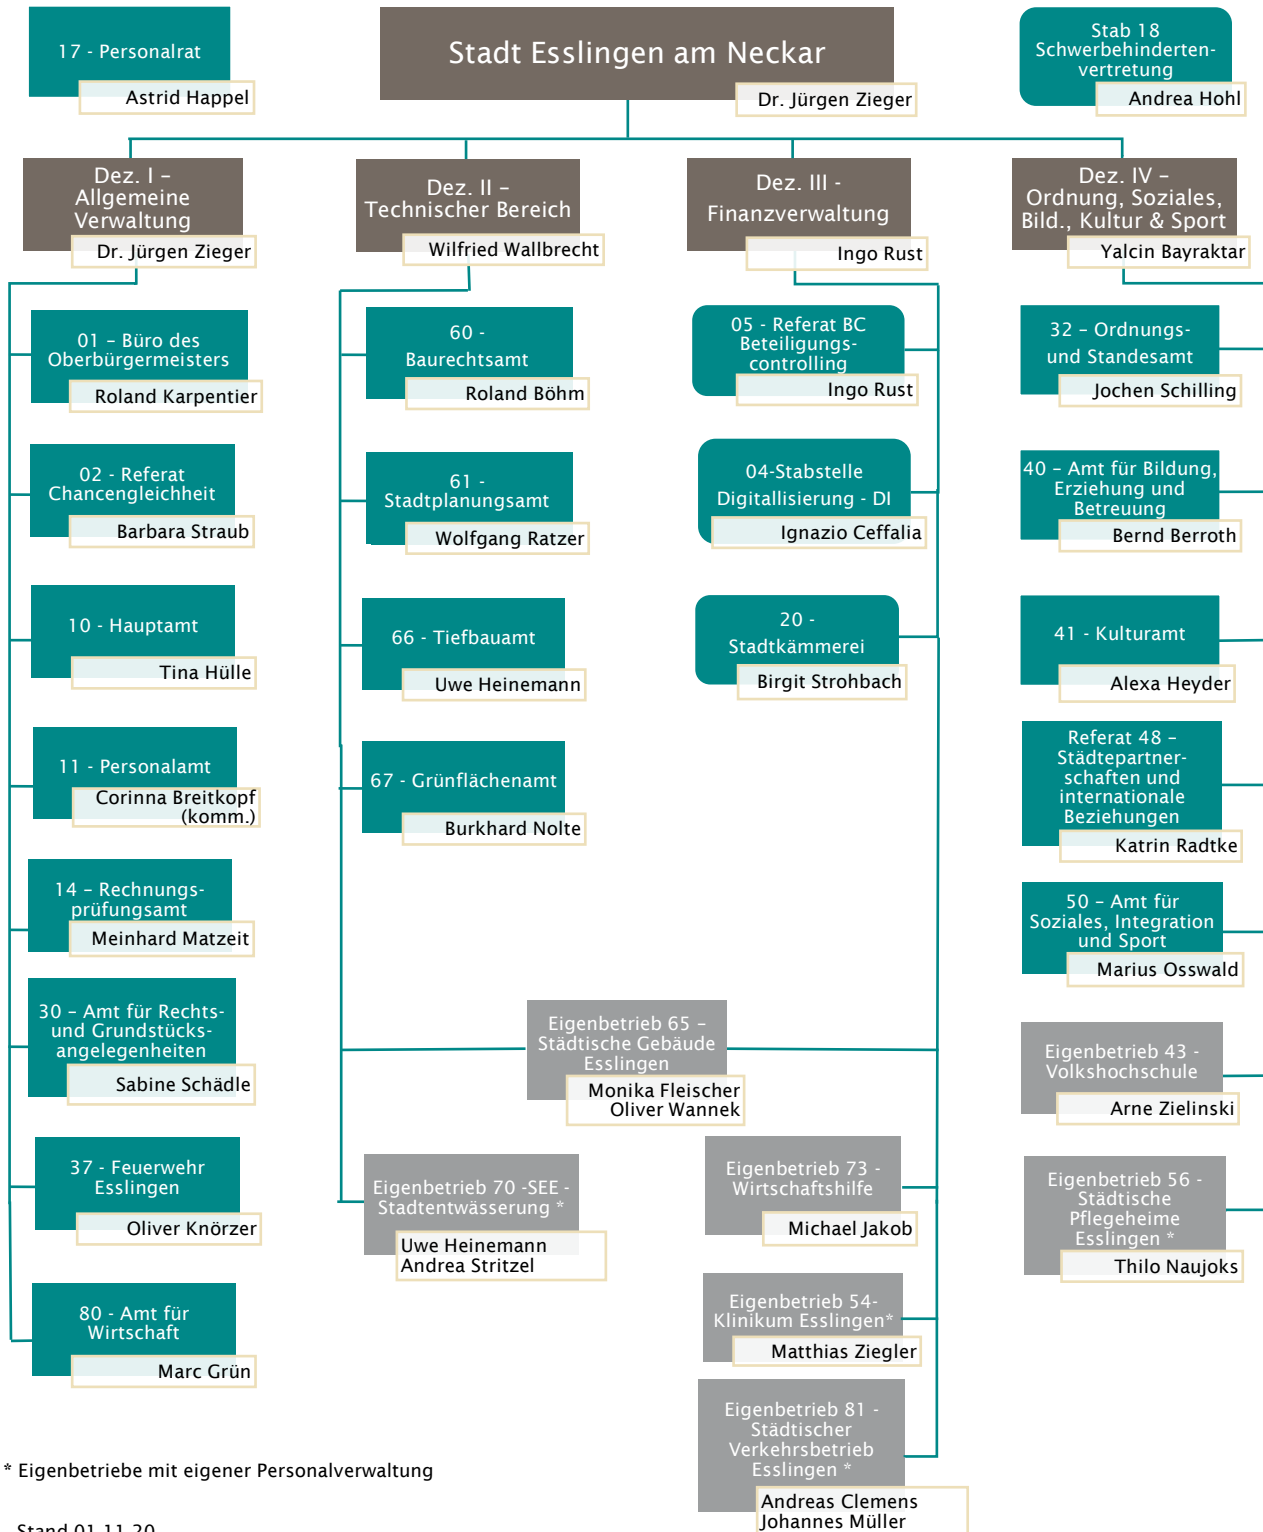 17 - Personalrat
Astrid Happel
Stadt Esslingen am Neckar
Dr. Jürgen Zieger
Stab 18
Schwerbehinderten-
vertretung
Andrea Hohl
Dez. I –
Allgemeine
Verwaltung
Dr. Jürgen Zieger
01 – Büro des
Oberbürgermeisters
Roland Karpentier
02 - Referat
Chancengleichheit
Barbara Straub
10 - Hauptamt
Tina Hülle
11 - Personalamt
Corinna Breitkopf
(komm.)
14 – Rechnungs-
prüfungsamt
Meinhard Matzeit
30 – Amt für Rechts-
und Grundstücks-
angelegenheiten
Sabine Schädle
37 - Feuerwehr
Esslingen
Oliver Knörzer
80 - Amt für
Wirtschaft
Marc Grün
Dez. II –
Technischer Bereich
Wilfried Wallbrecht
60 -
Baurechtsamt
Roland Böhm
61 -
Stadtplanungsamt
Wolfgang Ratzer
66 - Tiefbauamt
Uwe Heinemann
67 - Grünflächenamt
Burkhard Nolte
Eigenbetrieb 65 –
Städtische Gebäude
Esslingen
Monika Fleischer
Oliver Wannek
Eigenbetrieb 70 -SEE -
Stadtentwässerung *
Uwe Heinemann
Andrea Stritzel
Dez. III -
Finanzverwaltung
Ingo Rust
05 - Referat BC
Beteiligungs-
controlling
Ingo Rust
04-Stabstelle
Digitallisierung - DI
Ignazio Ceffalia
20 -
Stadtkämmerei
Birgit Strohbach
Eigenbetrieb 73 -
Wirtschaftshilfe
Michael Jakob
Eigenbetrieb 54-
Klinikum Esslingen*
Matthias Ziegler
Eigenbetrieb 81 -
Städtischer
Verkehrsbetrieb
Esslingen *
Andreas Clemens
Johannes Müller
Dez. IV –
Ordnung, Soziales,
Bild., Kultur & Sport
Yalcin Bayraktar
32 – Ordnungs-
und Standesamt
Jochen Schilling
40 – Amt für Bildung,
Erziehung und
Betreuung
Bernd Berroth
41 - Kulturamt
Alexa Heyder
Referat 48 –
Städtepartner-
schaften und
internationale
Beziehungen
Katrin Radtke
50 – Amt für
Soziales, Integration
und Sport
Marius Osswald
Eigenbetrieb 43 -
Volkshochschule
Arne Zielinski
Eigenbetrieb 56 -
Städtische
Pflegeheime
Esslingen *
Thilo Naujoks
* Eigenbetriebe mit eigener Personalverwaltung
Stand 01.11.20